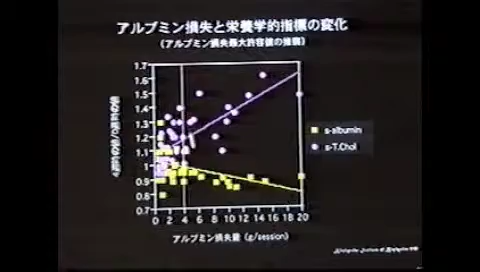 アルブミン損失と栄養学的指標の変化
(アルブミン損失最大許容値の推測)
1.7
1.6
1.5
1.4
1.3
1.2
1.1
1
0.9
0.8
0.7
s-albumin
s-T.Chol
0 2 4 6 8 10 12 14 16 18 20
アルブミン損失量 (g/session)